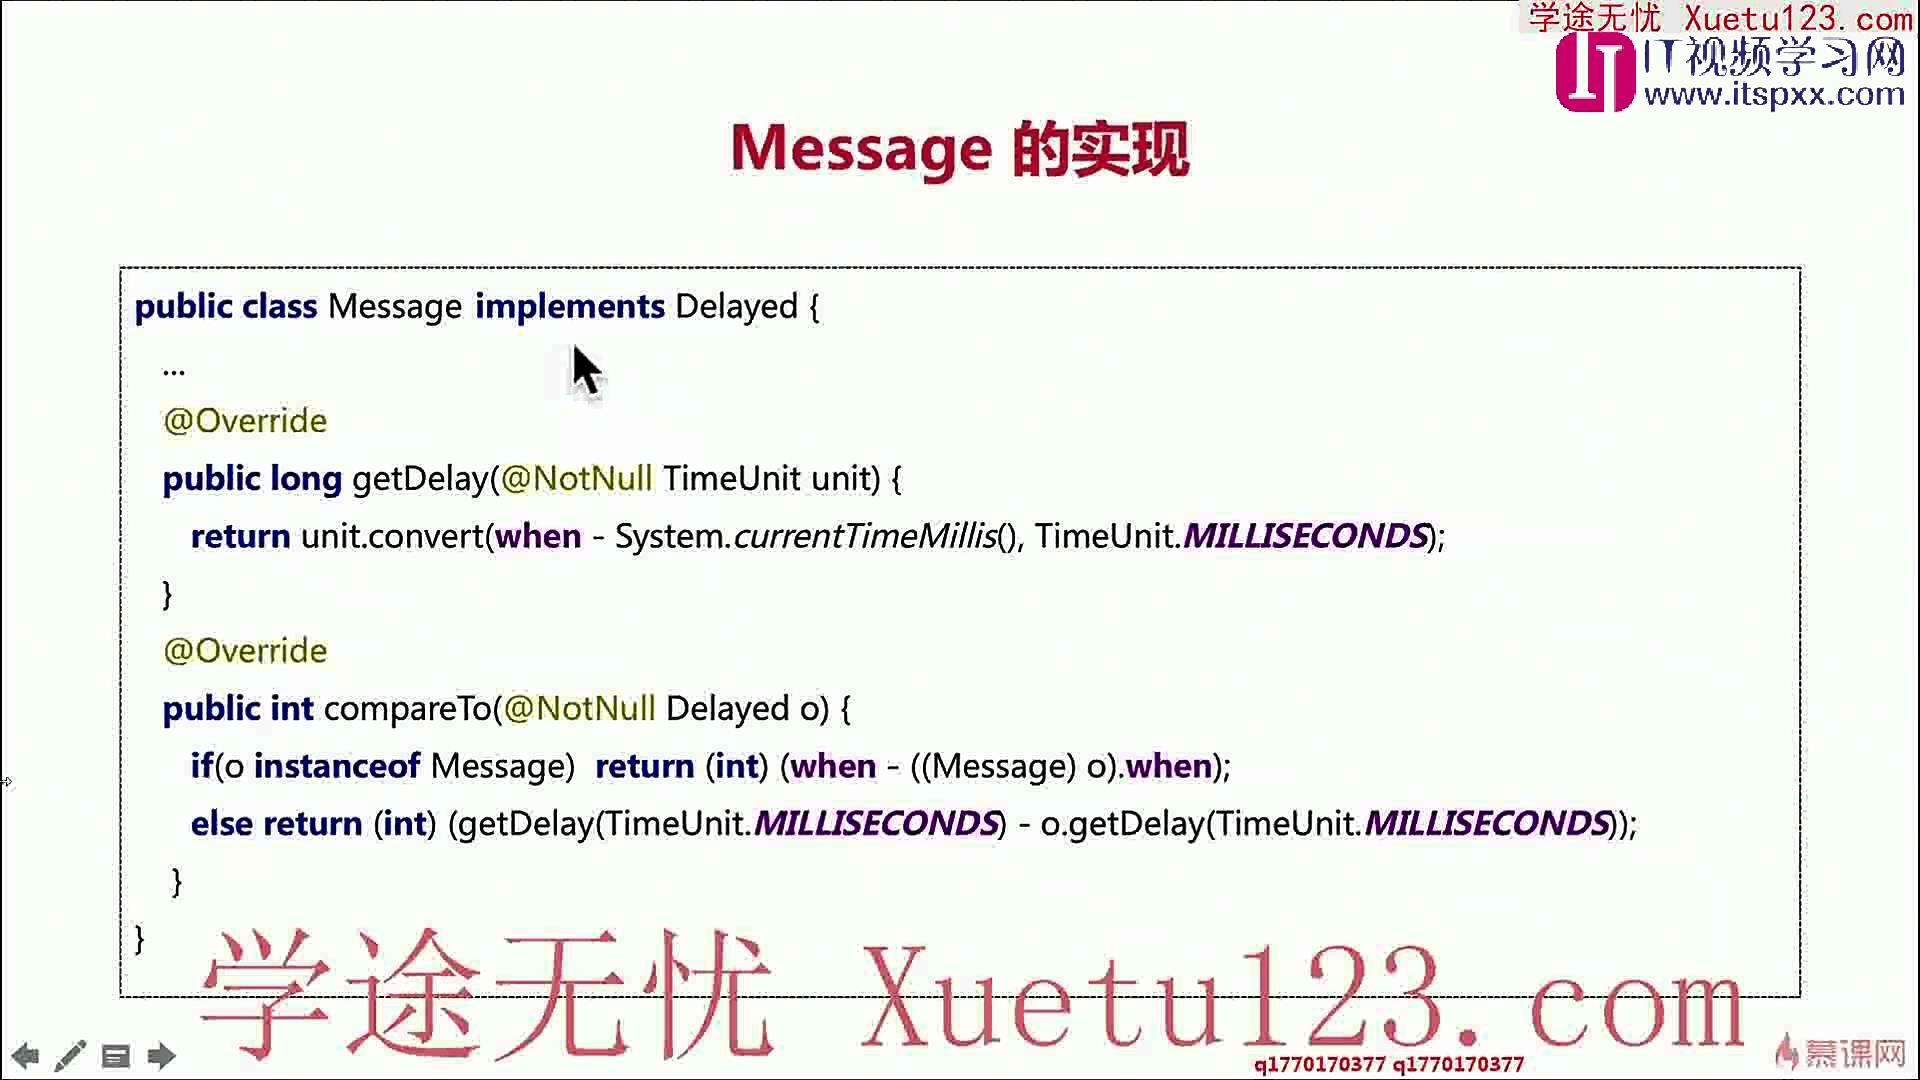 学途无忧 Xuetu123.com
IT视频学习网
www.itspxx.com
Message 的实现
public class Message implements Delayed {
...
@Override
public long getDelay(@NotNull TimeUnit unit) {
return unit.convert(when - System.currentTimeMillis(), TimeUnit.MILLISECONDS);
}
@Override
public int compareTo(@NotNull Delayed o) {
if(o instanceof Message) return (int) (when - ((Message) o).when);
else return (int) (getDelay(TimeUnit.MILLISECONDS) - o.getDelay(TimeUnit.MILLISECONDS));
}
}
学途无忧 Xuetu123.com
q1770170377 q1770170377
慕课网